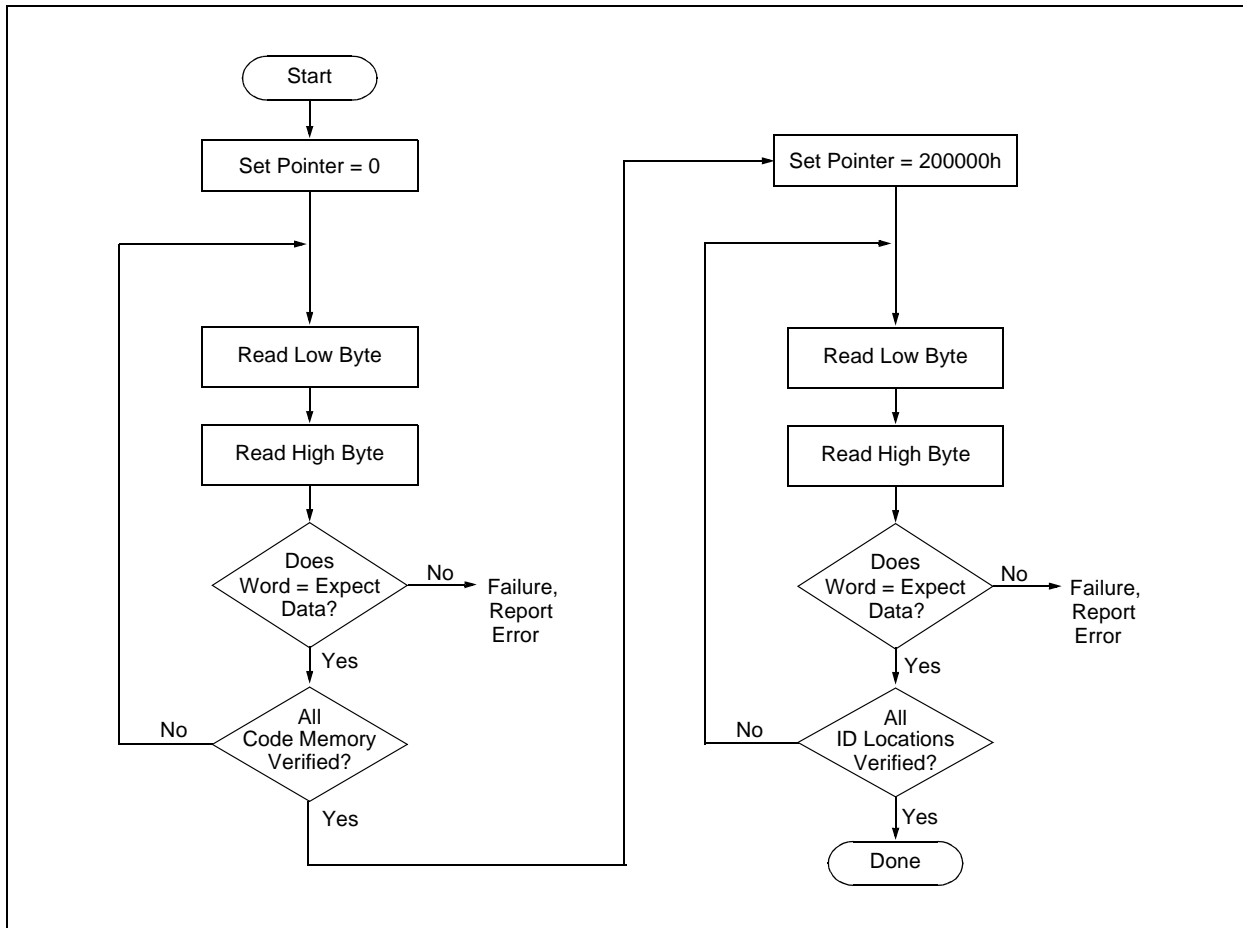 Start
Set Pointer = 0
Read Low Byte
Read High Byte
Does
Word = Expect
Data?
No
Failure,
Report
Error
Yes
All
Code Memory
Verified?
No
Yes
Set Pointer = 200000h
Read Low Byte
Read High Byte
Does
Word = Expect
Data?
No
Failure,
Report
Error
Yes
All
ID Locations
Verified?
No
Yes
Done